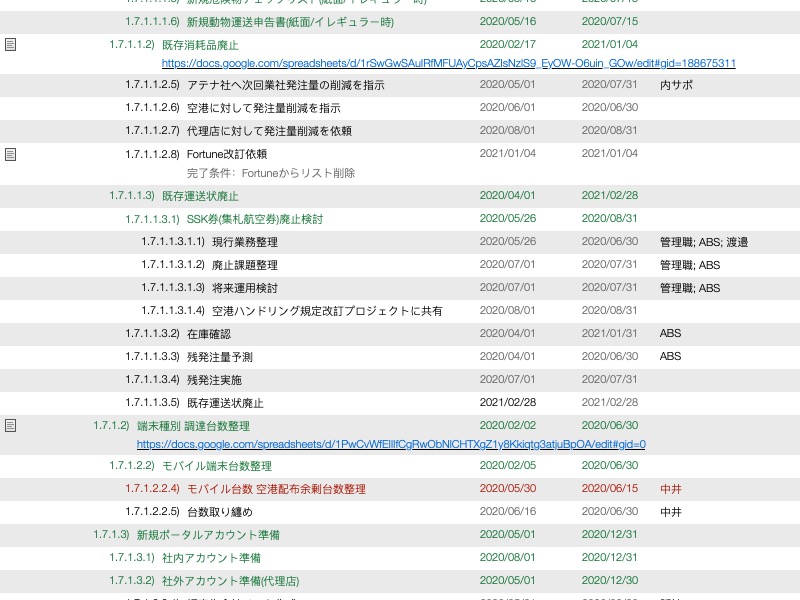 1.7.1.1.1.6) 新規動物運送申告書(紙面/イレギュラー時) 2020/05/16 2020/07/15
1.7.1.1.2) 既存消耗品廃止 2020/02/17 2021/01/04
1.7.1.1.2.5) アテナ社へ次回業社発注量の削減を指示 2020/05/01 2020/07/31 内サポ
1.7.1.1.2.6) 空港に対して発注量削減を指示 2020/06/01 2020/06/30
1.7.1.1.2.7) 代理店に対して発注量削減を依頼 2020/08/01 2020/08/31
1.7.1.1.2.8) Fortune改訂依頼 2021/01/04 2021/01/04
完了条件：Fortuneからリスト削除
1.7.1.1.3) 既存運送状廃止 2020/04/01 2021/02/28
1.7.1.1.3.1) SSK券(集札航空券)廃止検討 2020/05/26 2020/08/31
1.7.1.1.3.1.1) 現行業務整理 2020/05/26 2020/06/30 管理職; ABS; 渡邉
1.7.1.1.3.1.2) 廃止課題整理 2020/07/01 2020/07/31 管理職; ABS
1.7.1.1.3.1.3) 将来運用検討 2020/07/01 2020/07/31 管理職; ABS
1.7.1.1.3.1.4) 空港ハンドリング規定改訂プロジェクトに共有 2020/08/01 2020/08/31
1.7.1.1.3.2) 在庫確認 2020/04/01 2021/01/31 ABS
1.7.1.1.3.3) 残発注量予測 2020/04/01 2020/06/30 ABS
1.7.1.1.3.4) 残発注実施 2020/07/01 2020/07/31
1.7.1.1.3.5) 既存運送状廃止 2021/02/28 2021/02/28
1.7.1.2) 端末種別 調達台数整理 2020/02/02 2020/06/30
1.7.1.2.2) モバイル端末台数整理 2020/02/05 2020/06/30
1.7.1.2.2.4) モバイル台数 空港配布余剰台数整理 2020/05/30 2020/06/15 中井
1.7.1.2.2.5) 台数取り纏め 2020/06/16 2020/06/30 中井
1.7.1.3) 新規ポータルアカウント準備 2020/05/01 2020/12/31
1.7.1.3.1) 社内アカウント準備 2020/08/01 2020/12/31
1.7.1.3.2) 社外アカウント準備(代理店) 2020/05/01 2020/12/30